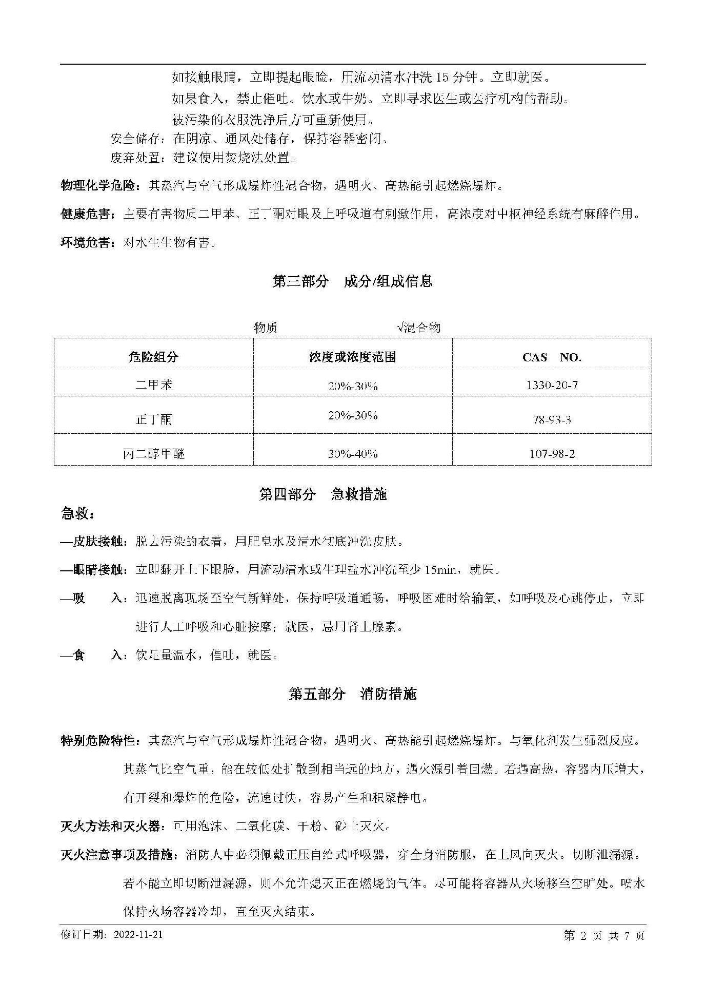 如接触眼睛，立即提起眼睑，用流动清水冲洗 15 分钟。立即就医。
如果食入，禁止催吐。饮水或牛奶。立即寻求医生或医疗机构的帮助。
被污染的衣服洗净后方可重新使用。
安全储存：在阴凉、通风处储存，保持容器密闭。
废弃处置：建议使用焚烧法处置。
物理化学危险：其蒸汽与空气形成爆炸性混合物，遇明火、高热能引起燃烧爆炸。
健康危害：主要有害物质二甲苯、正丁酮对眼及上呼吸道有刺激作用，高浓度对中枢神经系统有麻醉作用。
环境危害：对水生生物有害。
第三部分 成分/组成信息
物质 √混合物
危险组分 浓度或浓度范围 CAS NO.
二甲苯 20%-30% 1330-20-7
正丁酮 20%-30% 78-93-3
丙二醇甲醚 30%-40% 107-98-2
第四部分 急救措施
急救：
—皮肤接触：脱去污染的衣着，用肥皂水及清水彻底冲洗皮肤。
—眼睛接触：立即翻开上下眼睑，用流动清水或生理盐水冲洗至少 15min，就医。
—吸 入：迅速脱离现场至空气新鲜处，保持呼吸道通畅，呼吸困难时给输氧，如呼吸及心跳停止，立即
进行人工呼吸和心脏按摩；就医，忌用肾上腺素。
—食 入：饮足量温水，催吐，就医。
第五部分 消防措施
特别危险特性：其蒸汽与空气形成爆炸性混合物，遇明火、高热能引起燃烧爆炸。与氧化剂发生强烈反应。
其蒸气比空气重，能在较低处扩散到相当远的地方，遇火源引着回燃。若遇高热，容器内压增大，
有开裂和爆炸的危险，流速过快，容易产生和积聚静电。
灭火方法和灭火器：可用泡沫、二氧化碳、干粉、砂土灭火。
灭火注意事项及措施：消防人中必须佩戴正压自给式呼吸器，穿全身消防服，在上风向灭火。切断泄漏源。
若不能立即切断泄漏源，则不允许熄灭正在燃烧的气体。尽可能将容器从火场移至空旷处。喷水
保持火场容器冷却，直至灭火结束。
修订日期：2022-11-21 第 2 页 共 7 页